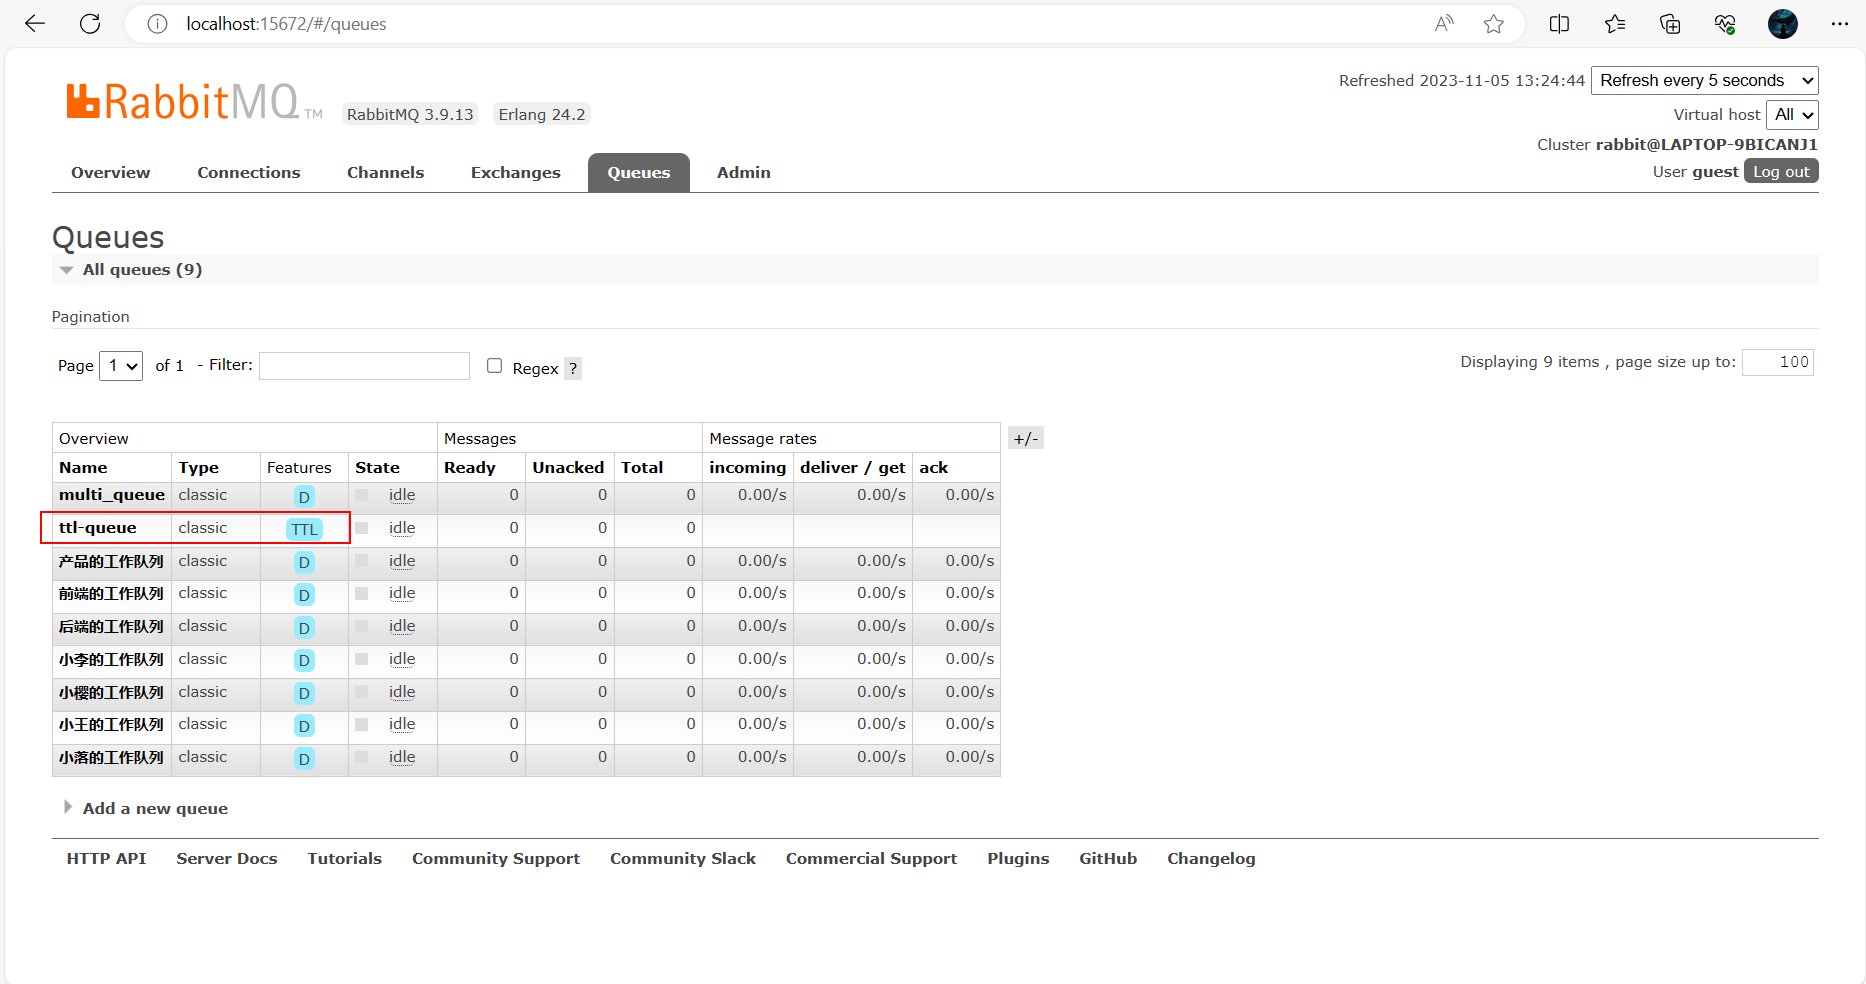 localhost:15672/#/queues
RabbitMQ TM RabbitMQ 3.9.13 Erlang 24.2
Refreshed 2023-11-05 13:24:44 Refresh every 5 seconds
Virtual host All
Cluster rabbit@LAPTOP-9BICANJ1
User guest Log out
Overview Connections Channels Exchanges Queues Admin
Queues
All queues (9)
Pagination
Page 1 of 1 - Filter: Regex ? Displaying 9 items , page size up to: 100
Overview Messages Message rates +/-
Name Type Features State Ready Unacked Total incoming deliver / get ack
multi_queue classic D idle 0 0 0 0.00/s 0.00/s 0.00/s
ttl-queue classic TTL idle 0 0 0
产品的工作队列 classic D idle 0 0 0 0.00/s 0.00/s 0.00/s
前端的工作队列 classic D idle 0 0 0 0.00/s 0.00/s 0.00/s
后端的工作队列 classic D idle 0 0 0 0.00/s 0.00/s 0.00/s
小李的工作队列 classic D idle 0 0 0 0.00/s 0.00/s 0.00/s
小樱的工作队列 classic D idle 0 0 0 0.00/s 0.00/s 0.00/s
小王的工作队列 classic D idle 0 0 0 0.00/s 0.00/s 0.00/s
小落的工作队列 classic D idle 0 0 0 0.00/s 0.00/s 0.00/s
Add a new queue
HTTP API Server Docs Tutorials Community Support Community Slack Commercial Support Plugins GitHub Changelog